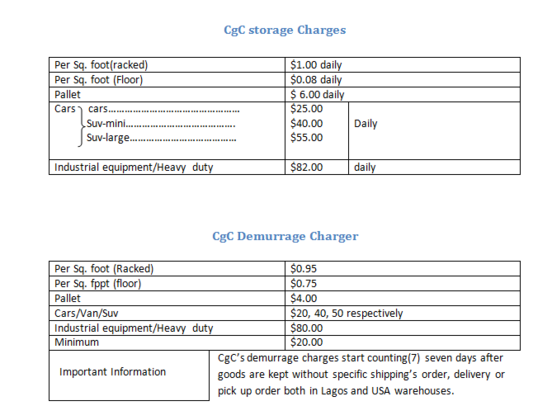 CgC storage Charges
Per Sq. foot(racked) $1.00 daily
Per Sq. foot (Floor) $0.08 daily
Pallet $ 6.00 daily
Cars cars................................................ $25.00
Suv-mini........................................ $40.00 Daily
Suv-large....................................... $55.00
Industrial equipment/Heavy duty $82.00 daily
CgC Demurrage Charger
Per Sq. foot (Racked) $0.95
Per Sq. fppt (floor) $0.75
Pallet $4.00
Cars/Van/Suv $20, 40, 50 respectively
Industrial equipment/Heavy duty $80.00
Minimum $20.00
Important Information
CgC's demurrage charges start counting(7) seven days after
goods are kept without specific shipping's order, delivery or
pick up order both in Lagos and USA warehouses.